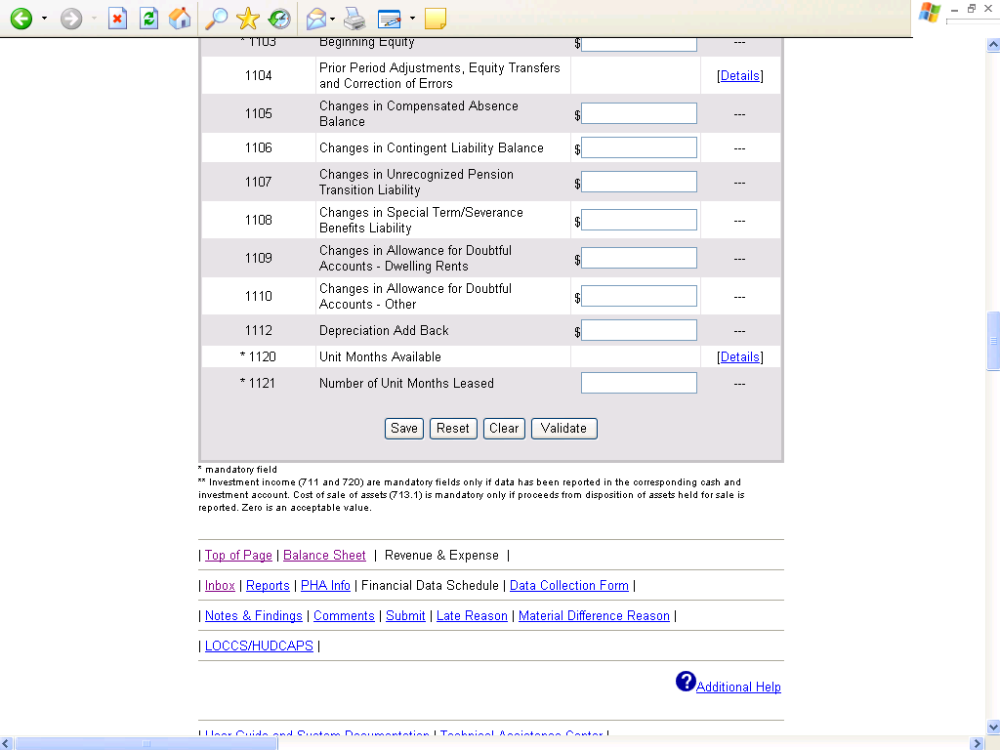 * 1103 Beginning Equity $ ---
1104 Prior Period Adjustments, Equity Transfers
and Correction of Errors [Details]
1105 Changes in Compensated Absence
Balance $ ---
1106 Changes in Contingent Liability Balance $ ---
1107 Changes in Unrecognized Pension
Transition Liability $ ---
1108 Changes in Special Term/Severance
Benefits Liability $ ---
1109 Changes in Allowance for Doubtful
Accounts - Dwelling Rents $ ---
1110 Changes in Allowance for Doubtful
Accounts - Other $ ---
1112 Depreciation Add Back $ ---
* 1120 Unit Months Available [Details]
* 1121 Number of Unit Months Leased ---
Save Reset Clear Validate
* mandatory field
** Investment income (711 and 720) are mandatory fields only if data has been reported in the corresponding cash and
investment account. Cost of sale of assets (713.1) is mandatory only if proceeds from disposition of assets held for sale is
reported. Zero is an acceptable value.
| Top of Page | Balance Sheet | Revenue & Expense |
| Inbox | Reports | PHA Info | Financial Data Schedule | Data Collection Form |
| Notes & Findings | Comments | Submit | Late Reason | Material Difference Reason |
| LOCCS/HUDCAPS |
? Additional Help
| User Guide and System Documentation | Technical Assistance Center |